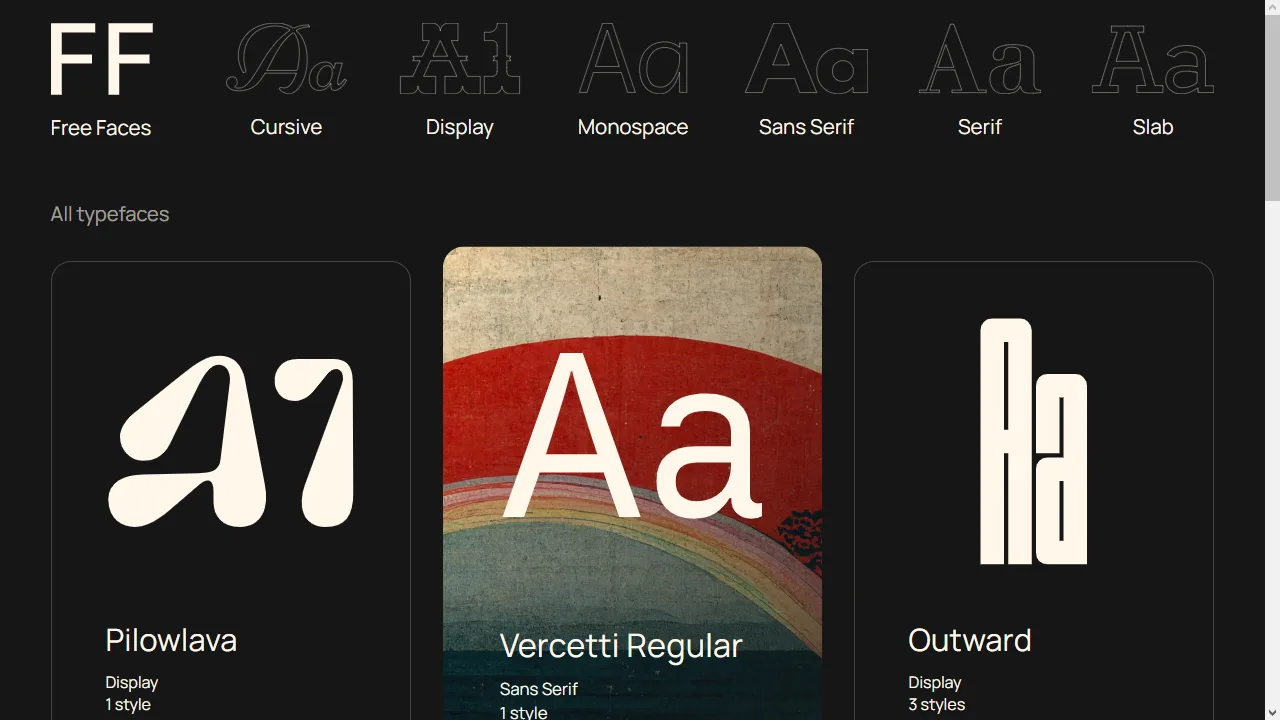 FF
Free Faces
Aa
Cursive
A1
Display
Aa
Monospace
Aa
Sans Serif
Aa
Serif
Aa
Slab
All typefaces
A1
Pilowlava
Display
1 style
Aa
Vercetti Regular
Sans Serif
1 style
Aa
Outward
Display
3 styles